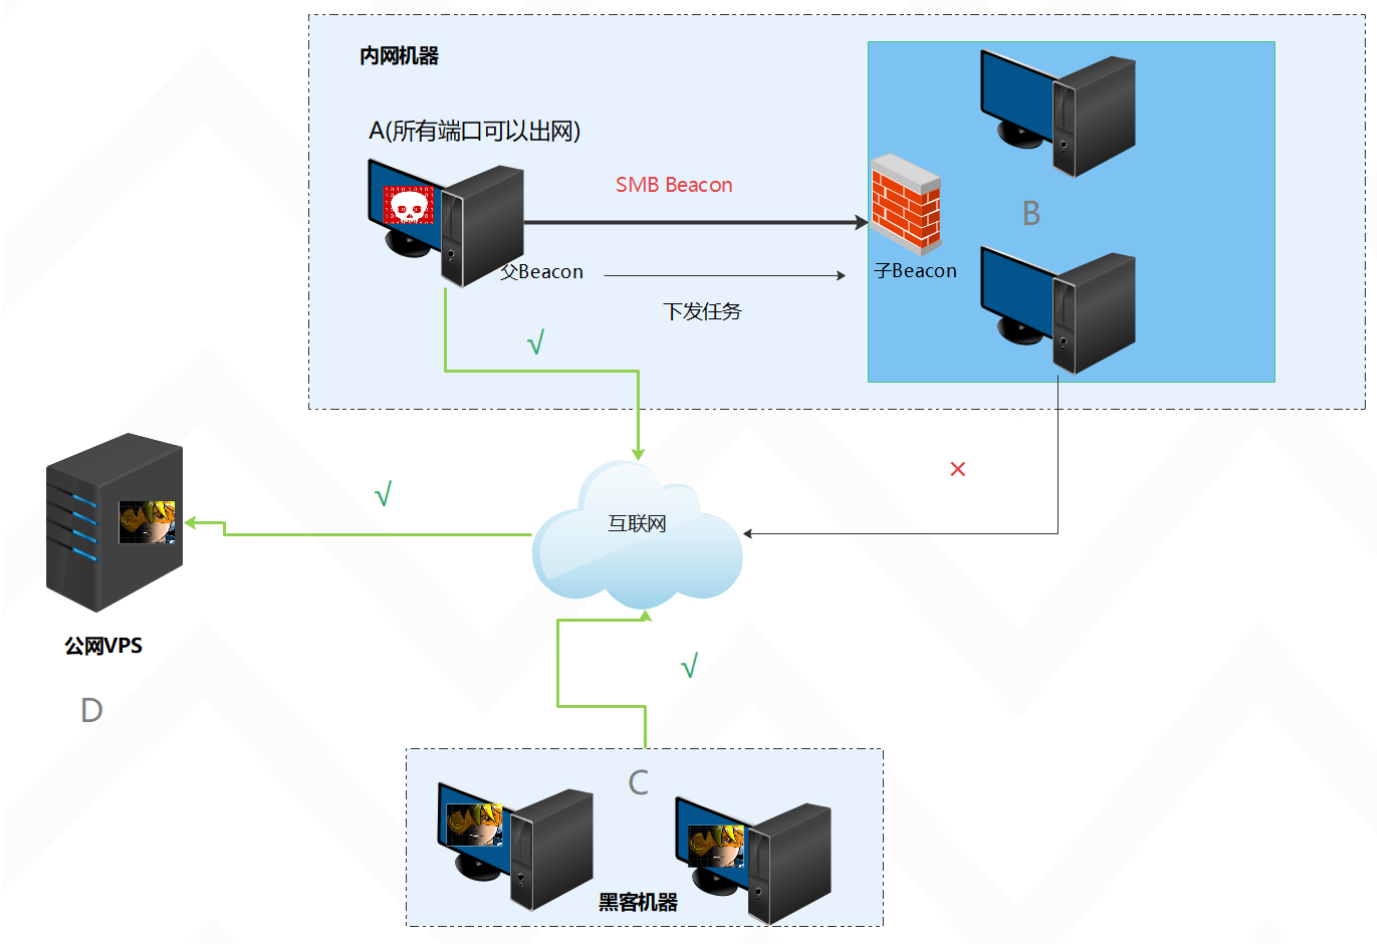 内网机器
A(所有端口可以出网)
SMB Beacon
B
父Beacon
子Beacon
下发任务
√
×
√
互联网
公网VPS
√
D
C
黑客机器